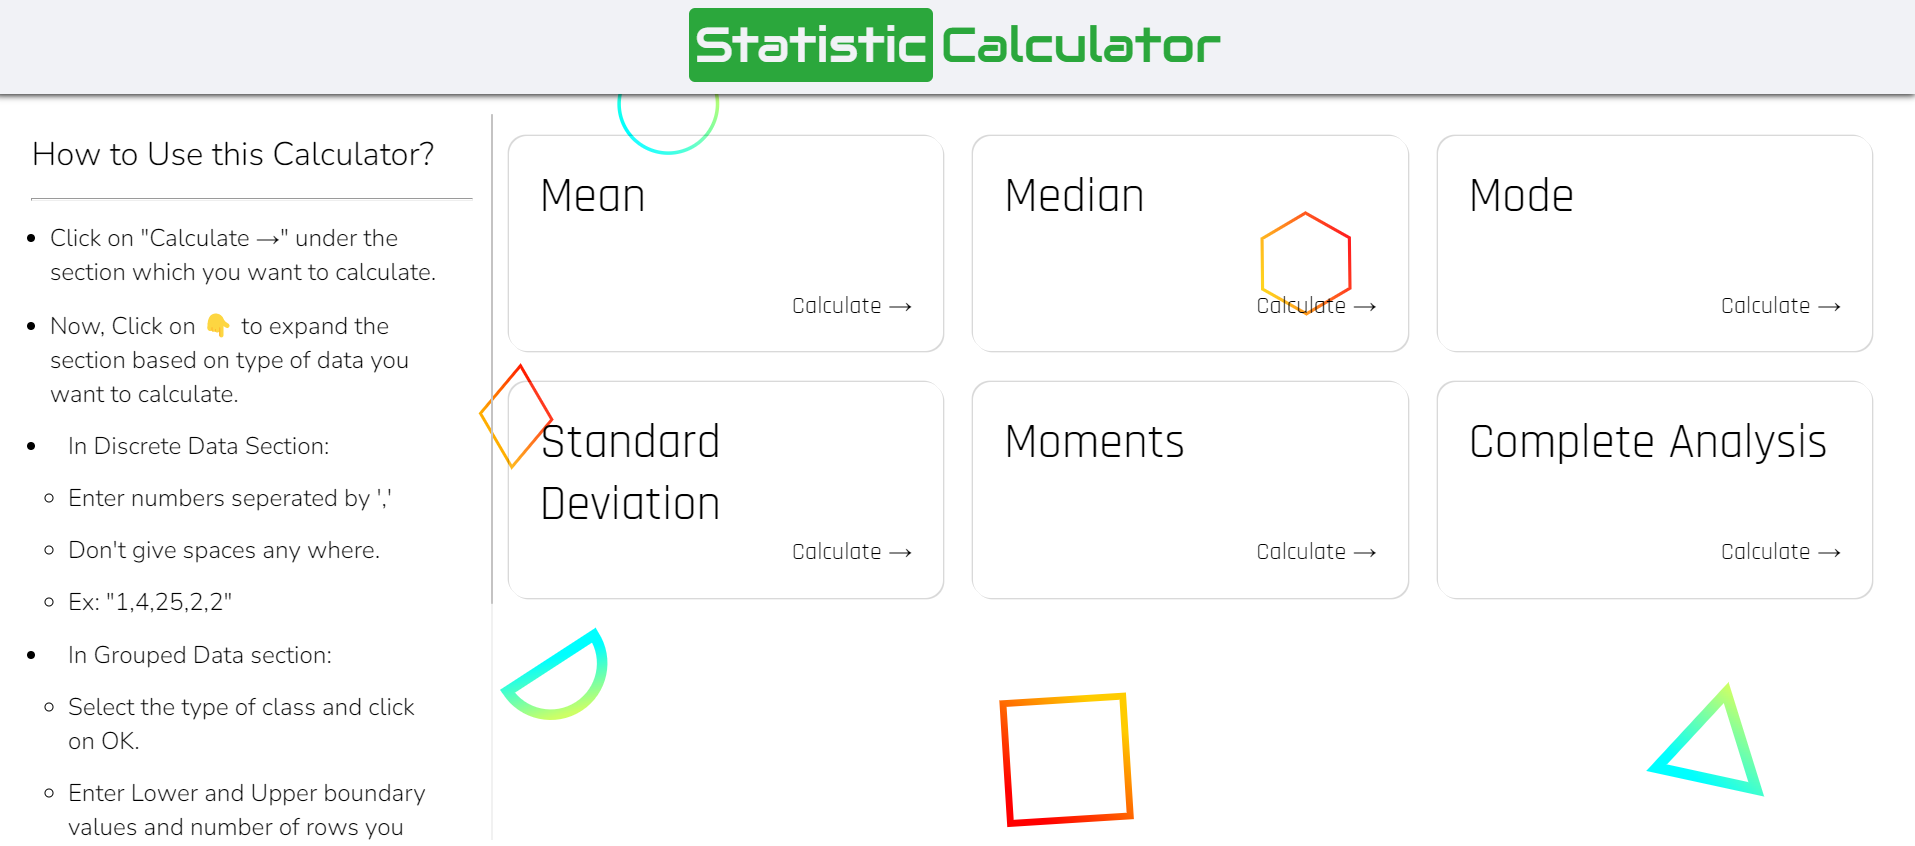 Statistic Calculator
How to Use this Calculator?
Click on "Calculate →" under the
section which you want to calculate.
Now, Click on 👇 to expand the
section based on type of data you
want to calculate.
In Discrete Data Section:
Enter numbers seperated by ','
Don't give spaces any where.
Ex: "1,4,25,2,2"
In Grouped Data section:
Select the type of class and click
on OK.
Enter Lower and Upper boundary
values and number of rows you
Mean
Calculate →
Median
Calculate →
Mode
Calculate →
Standard
Deviation
Calculate →
Moments
Calculate →
Complete Analysis
Calculate →